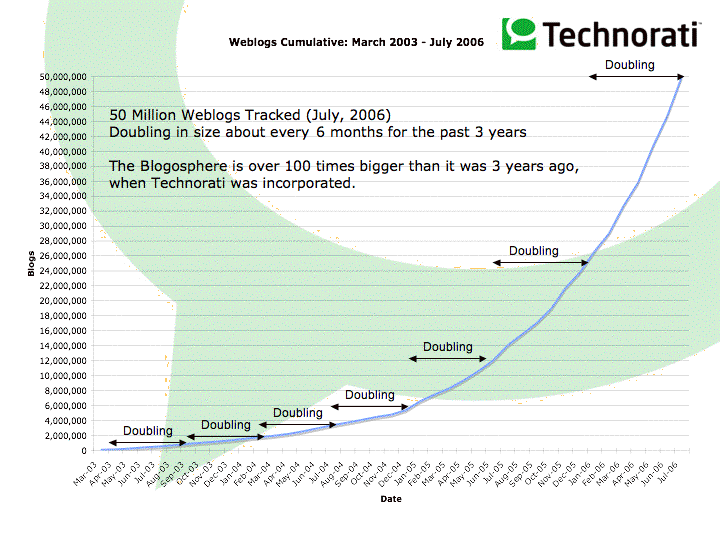 Weblogs Cumulative: March 2003 - July 2006
Technorati
50 Million Weblogs Tracked (July, 2006)
Doubling in size about every 6 months for the past 3 years
The Blogosphere is over 100 times bigger than it was 3 years ago,
when Technorati was incorporated.
Doubling
Doubling
Doubling
Doubling
Doubling
Doubling
Doubling
Blogs
50,000,000
48,000,000
46,000,000
44,000,000
42,000,000
40,000,000
38,000,000
36,000,000
34,000,000
32,000,000
30,000,000
28,000,000
26,000,000
24,000,000
22,000,000
20,000,000
18,000,000
16,000,000
14,000,000
12,000,000
10,000,000
8,000,000
6,000,000
4,000,000
2,000,000
0
Mar-03
Apr-03
May-03
Jun-03
Jul-03
Aug-03
Sep-03
Oct-03
Nov-03
Dec-03
Jan-04
Feb-04
Mar-04
Apr-04
May-04
Jun-04
Jul-04
Aug-04
Sep-04
Oct-04
Nov-04
Dec-04
Jan-05
Feb-05
Mar-05
Apr-05
May-05
Jun-05
Jul-05
Aug-05
Sep-05
Oct-05
Nov-05
Dec-05
Jan-06
Feb-06
Mar-06
Apr-06
May-06
Jun-06
Jul-06
Date